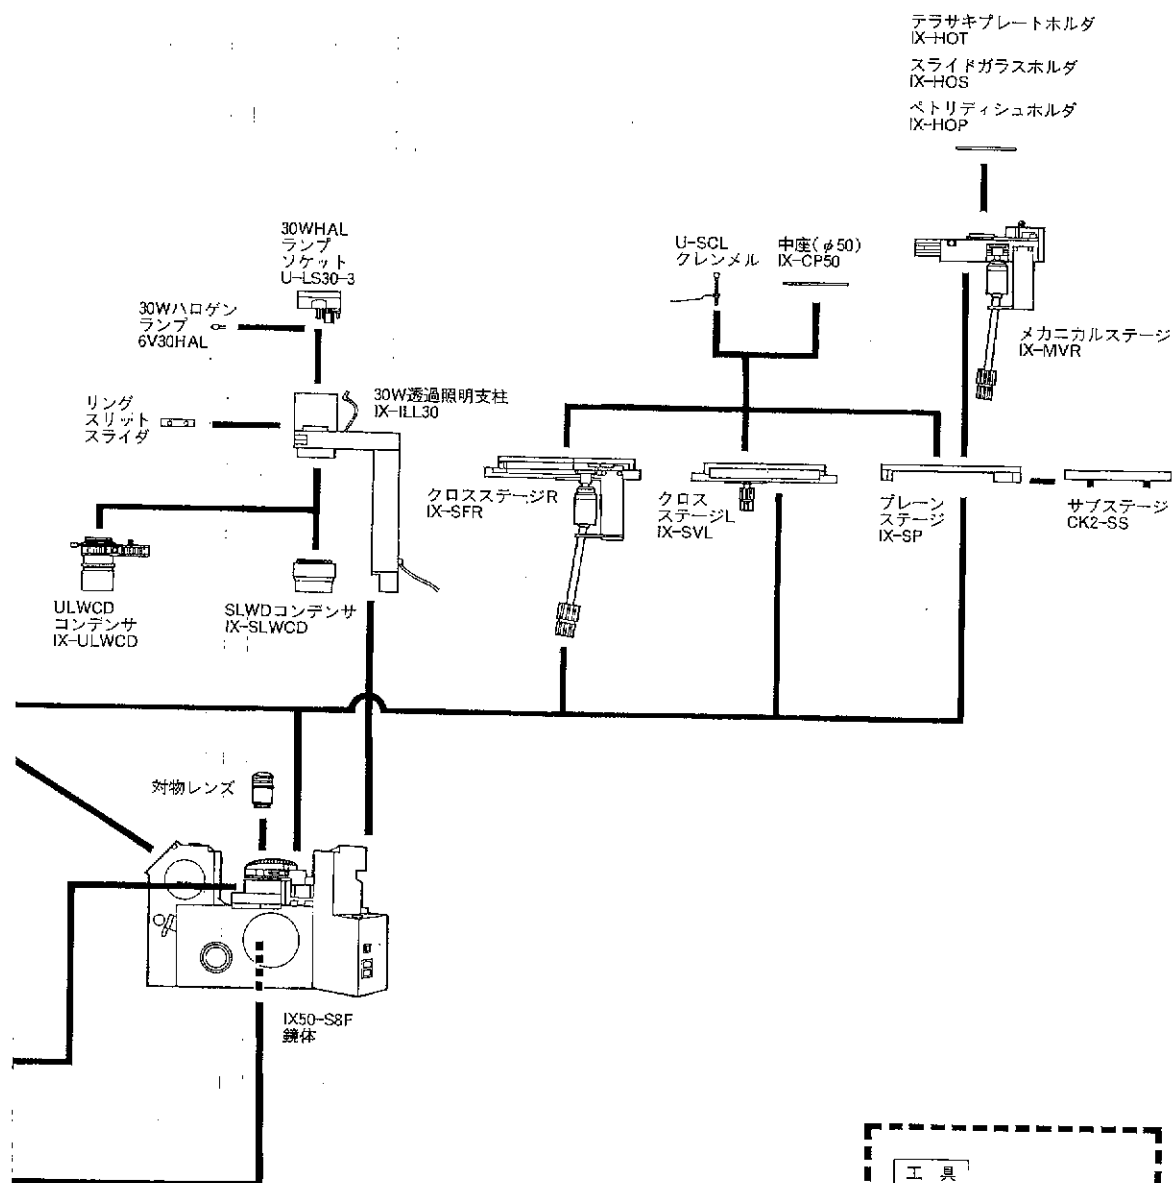 テラサキプレートホルダ
IX-HOT
スライドガラスホルダ
IX-HOS
ペトリディシュホルダ
IX-HOP
30WHAL
ランプ
ソケット
U-LS30-3
U-SCL
クレンメル
中座(φ50)
IX-CP50
30Wハロゲン
ランプ
6V30HAL
メカニカルステージ
IX-MVR
30W透過照明支柱
IX-ILL30
リング
スリット
スライダ
クロスステージR
IX-SFR
クロス
ステージL
IX-SVL
プレーン
ステージ
IX-SP
サブステージ
CK2-SS
ULWCD
コンデンサ
IX-ULWCD
SLWDコンデンサ
IX-SLWCD
対物レンズ
IX50-S8F
鏡体
工具